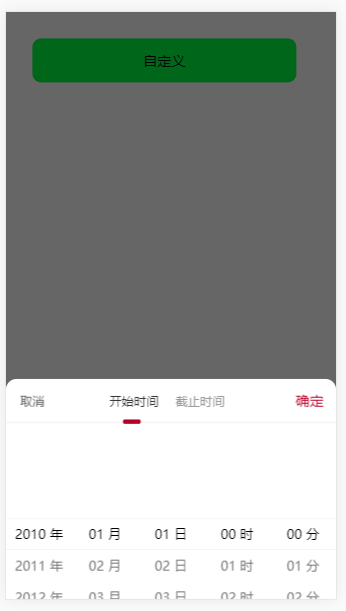 自定义
取消 开始时间 截止时间 确定
2010 年 01 月 01 日 00 时 00 分
2011 年 02 月 02 日 01 时 01 分
2012 年 03 月 03 日 02 时 02 分